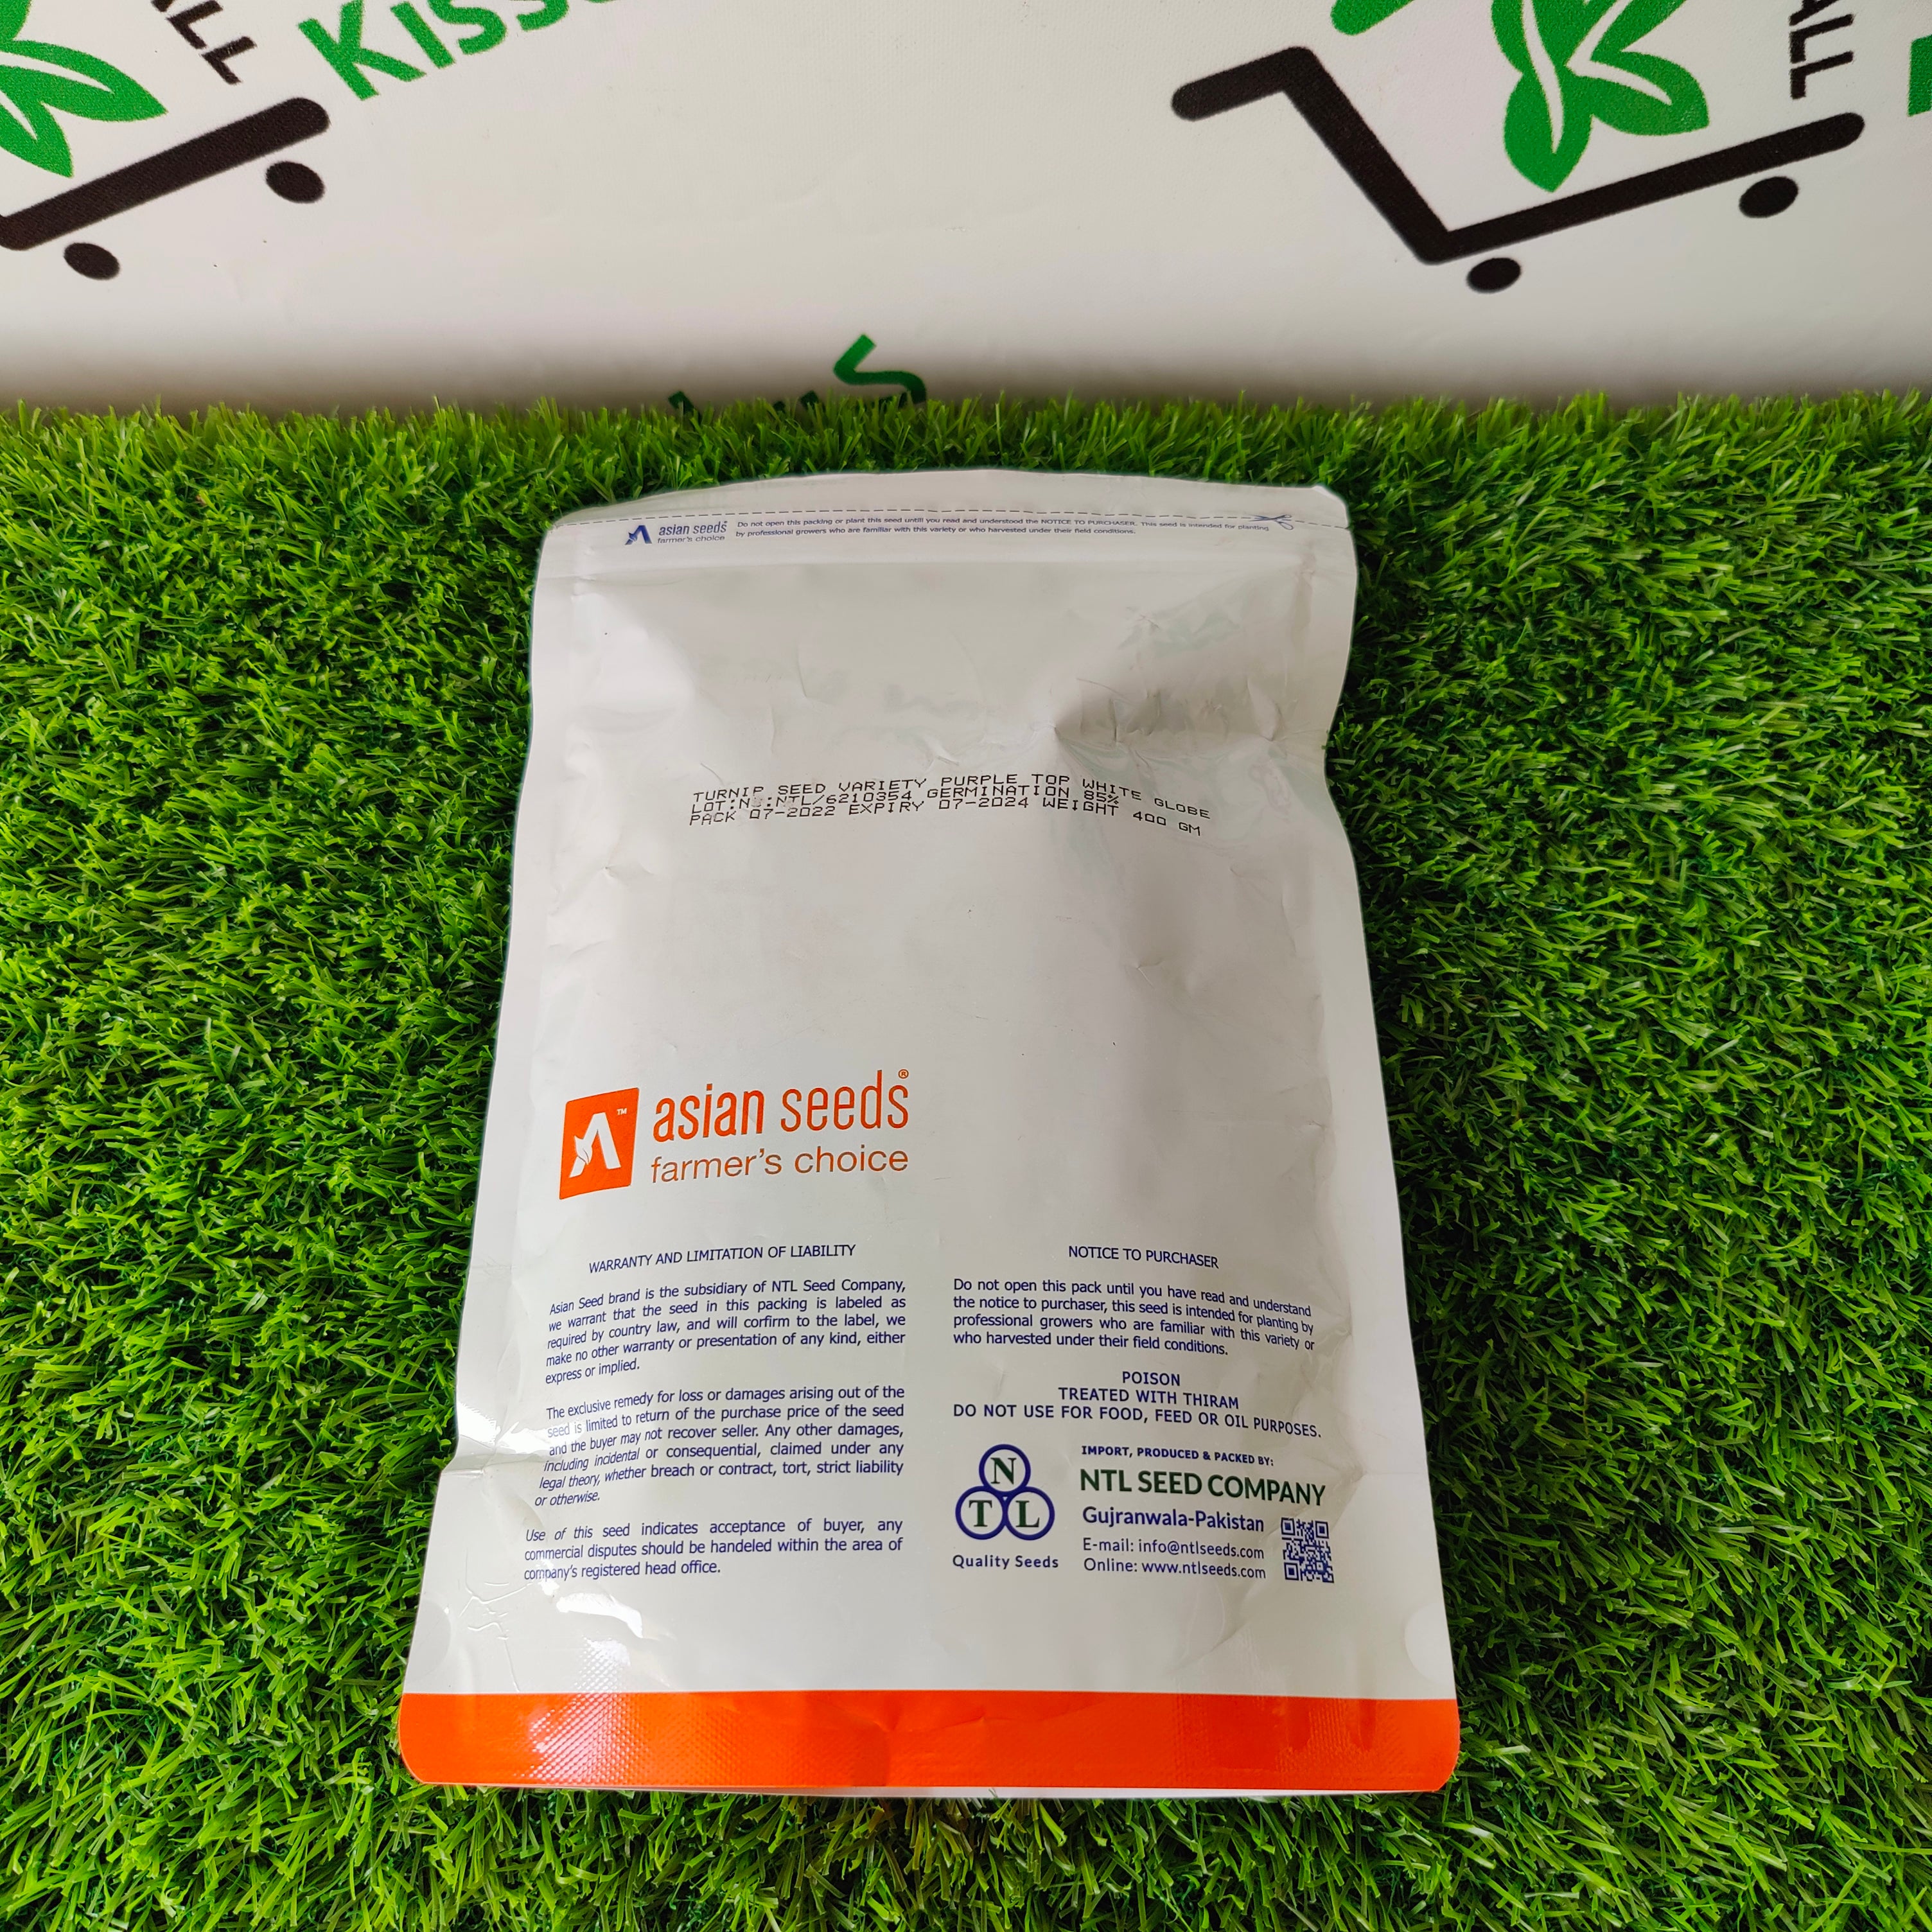 ALL
KISS
ALL
asian seeds
farmer's choice
Do not open this packing or plant this seed untill you read and understood the NOTICE TO PURCHASER. This seed is intended for planting
by professional growers who are familiar with this variety or who harvested under their field conditions.
TURNIP SEED VARIETY PURPLE TOP WHITE GLOBE
LOT:NO:NTL/6210354 GERMINATION 85%
PACK 07-2022 EXPIRY 07-2024 WEIGHT 400 GM
A™
asian seeds®
farmer's choice
WARRANTY AND LIMITATION OF LIABILITY
Asian Seed brand is the subsidiary of NTL Seed Company,
we warrant that the seed in this packing is labeled as
required by country law, and will confirm to the label, we
make no other warranty or presentation of any kind, either
express or implied.
The exclusive remedy for loss or damages arising out of the
seed is limited to return of the purchase price of the seed
and the buyer may not recover seller. Any other damages,
including incidental or consequential, claimed under any
legal theory, whether breach or contract, tort, strict liability
or otherwise.
Use of this seed indicates acceptance of buyer, any
commercial disputes should be handeled within the area of
company's registered head office.
NOTICE TO PURCHASER
Do not open this pack until you have read and understand
the notice to purchaser, this seed is intended for planting by
professional growers who are familiar with this variety or
who harvested under their field conditions.
POISON
TREATED WITH THIRAM
DO NOT USE FOR FOOD, FEED OR OIL PURPOSES.
N
T L
Quality Seeds
IMPORT, PRODUCED & PACKED BY:
NTL SEED COMPANY
Gujranwala-Pakistan
E-mail: info@ntlseeds.com
Online: www.ntlseeds.com